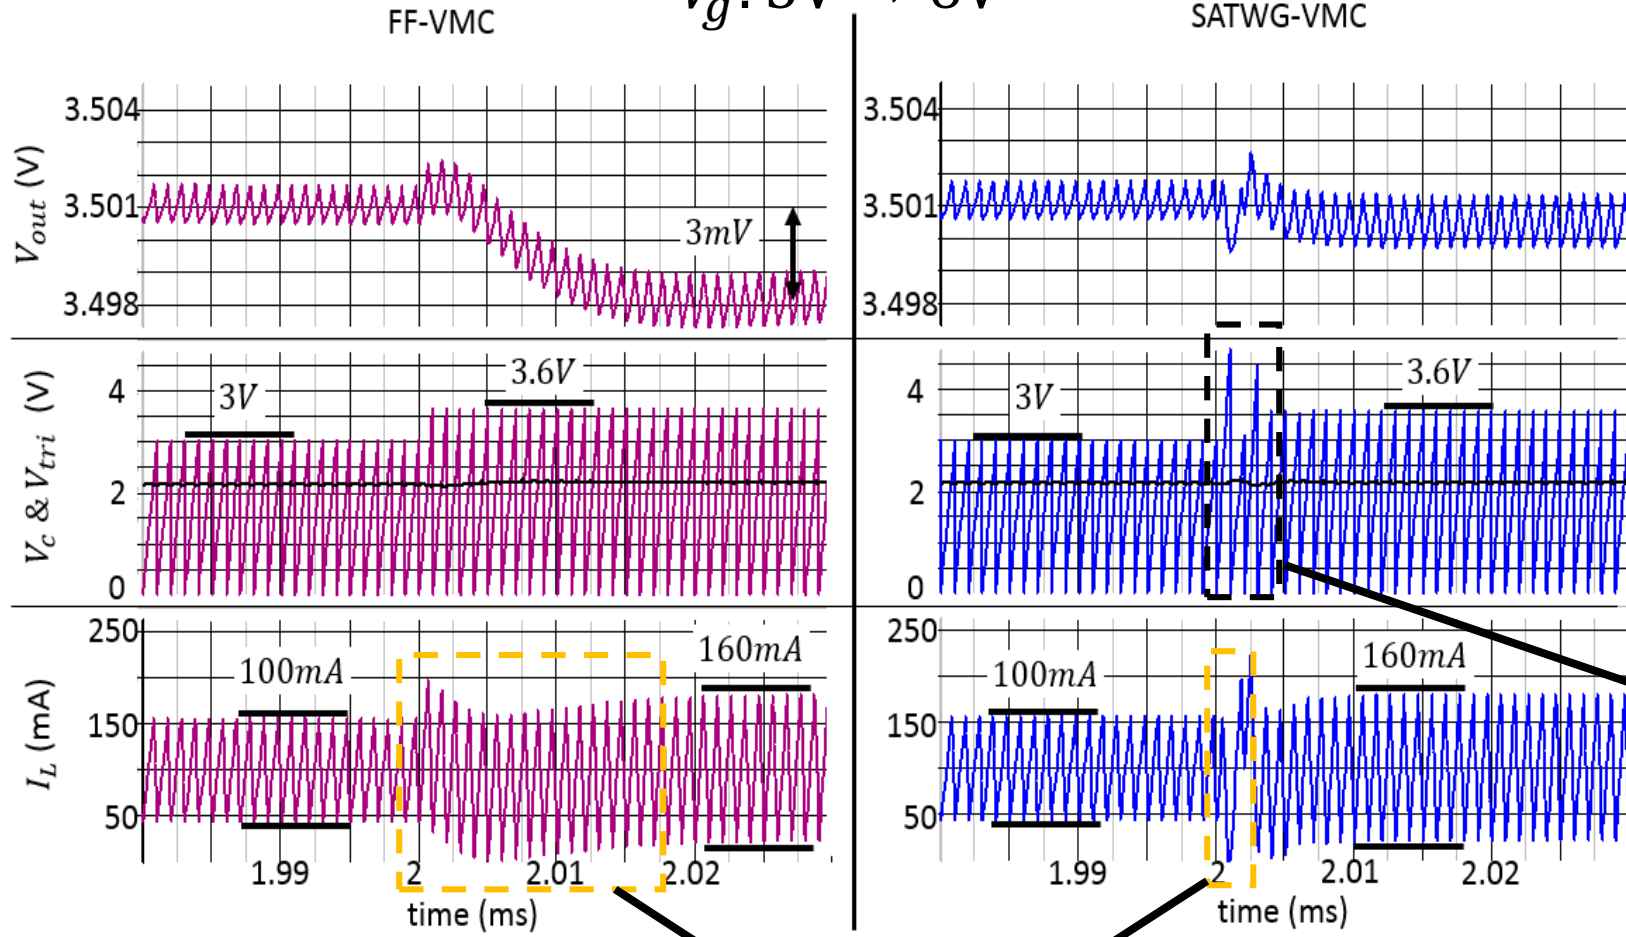 FF-VMC
SATWG-VMC
3.504
3.501
3.498
V_out (V)
3mV
3.504
3.501
3.498
4
2
0
V_c & V_tri (V)
3V
3.6V
4
2
0
3V
3.6V
250
150
50
I_L (mA)
100mA
160mA
1.99
2
2.01
2.02
time (ms)
250
150
50
100mA
160mA
1.99
2
2.01
2.02
time (ms)